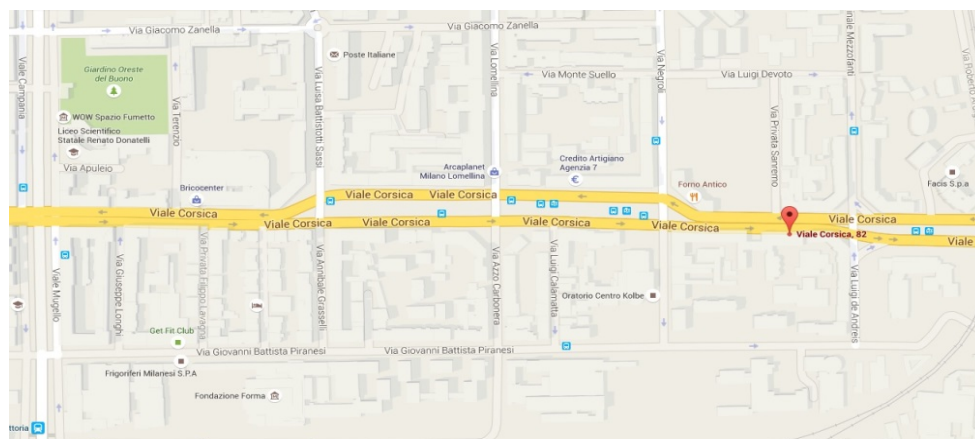 Via Giacomo Zanella
Via Giacomo Zanella
Viale Campania
Giardino Oreste
del Buono
Via Luisa Battistotti Sassi
Poste Italiane
Via Lomellina
Via Monte Suello
Via Negroli
Via Luigi Devoto
Mezzofanti
WOW Spazio Fumetto
Via Terenzio
Liceo Scientifico
Statale Renato Donatelli
Via Apuleio
Via Privata Sanremo
Bricocenter
Arcaplanet
Milano Lomellina
Credito Artigiano
Agenzia 7
Forno Antico
Facis S.p.a
Viale Corsica
Viale Corsica
Viale Corsica
Viale Corsica
Viale Corsica
Viale Corsica
Viale Corsica
Viale Corsica
Viale Corsica
Viale Corsica, 82
Viale
Viale Mugello
Via Giuseppe Longhi
Via Privata Filippo Lavagna
Via Annibale Grasselli
Via Azzo Carbonera
Via Luigi Calamatta
Via Luigi de Andreis
Oratorio Centro Kolbe
Get Fit Club
Via Giovanni Battista Piranesi
Via Giovanni Battista Piranesi
Frigoriferi Milanesi S.P.A
Fondazione Forma
ttoria